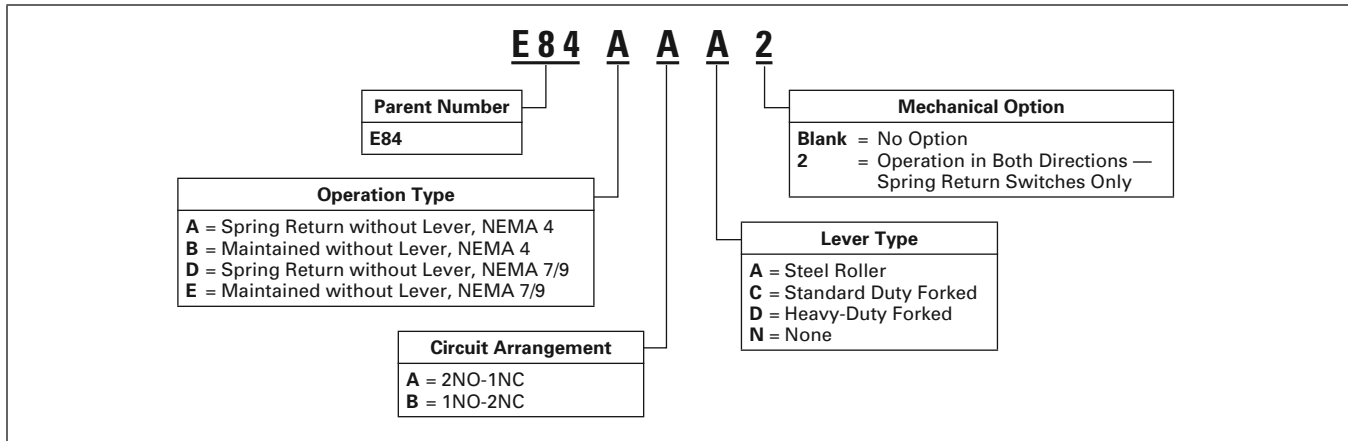 E84 A A A 2
Parent Number
E84
Mechanical Option
Blank = No Option
2 = Operation in Both Directions —
Spring Return Switches Only
Operation Type
A = Spring Return without Lever, NEMA 4
B = Maintained without Lever, NEMA 4
D = Spring Return without Lever, NEMA 7/9
E = Maintained without Lever, NEMA 7/9
Lever Type
A = Steel Roller
C = Standard Duty Forked
D = Heavy-Duty Forked
N = None
Circuit Arrangement
A = 2NO-1NC
B = 1NO-2NC